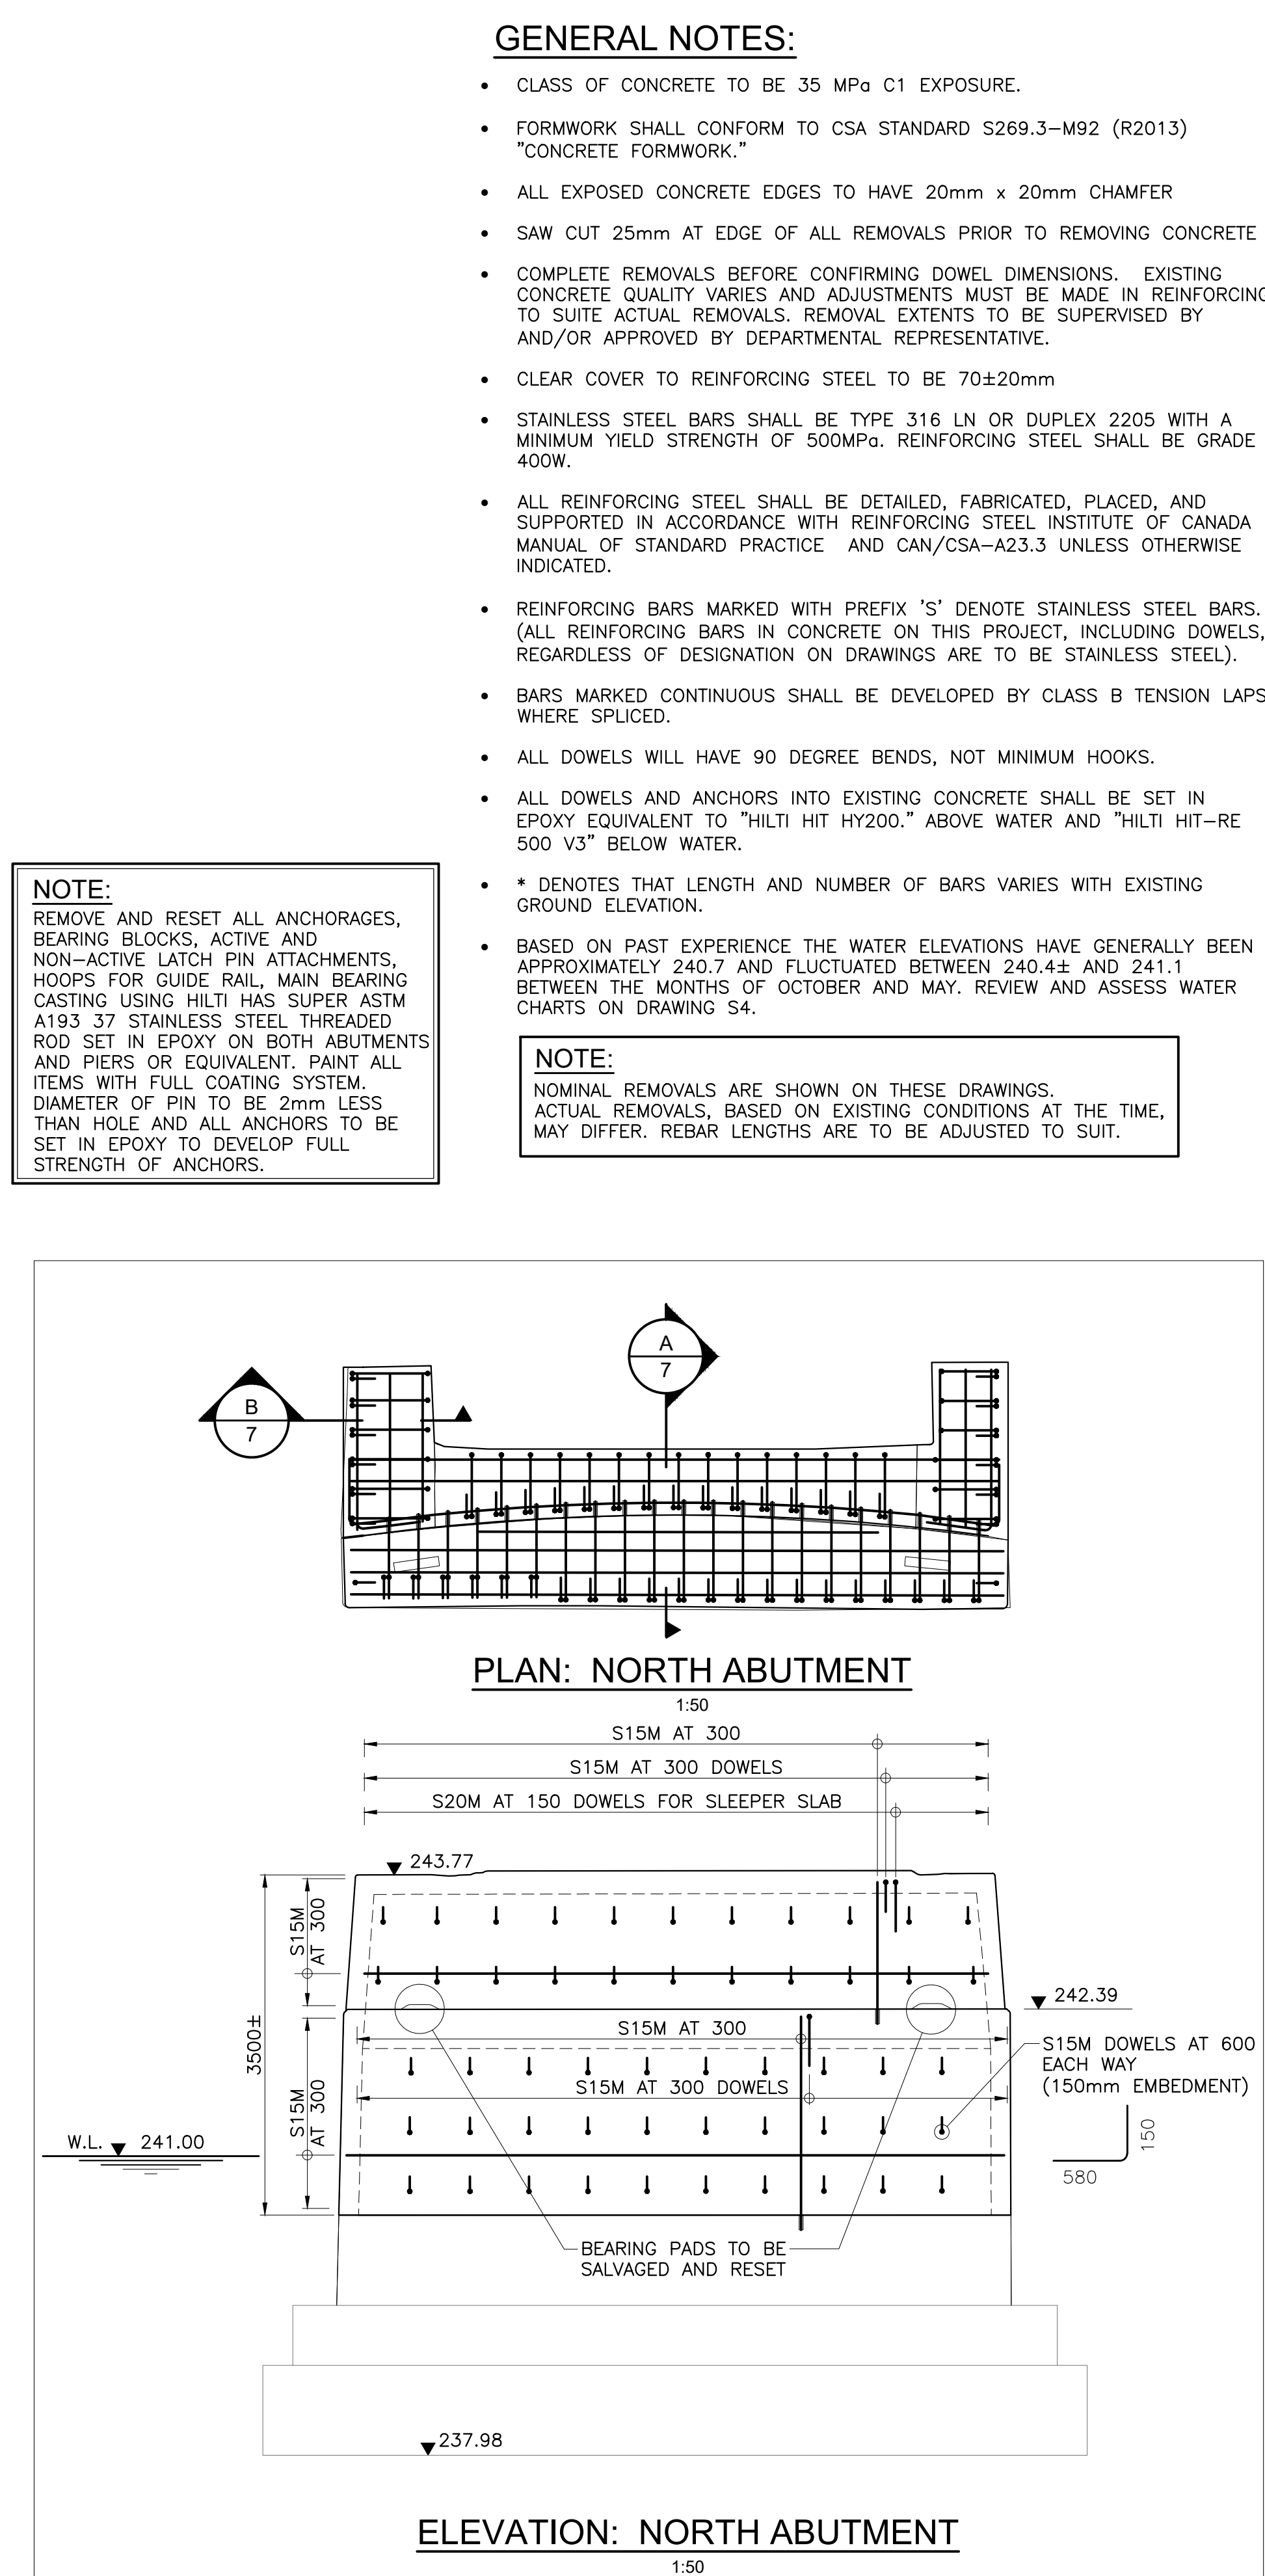 GENERAL NOTES:
• CLASS OF CONCRETE TO BE 35 MPa C1 EXPOSURE.
• FORMWORK SHALL CONFORM TO CSA STANDARD S269.3-M92 (R2013)
"CONCRETE FORMWORK."
• ALL EXPOSED CONCRETE EDGES TO HAVE 20mm x 20mm CHAMFER
• SAW CUT 25mm AT EDGE OF ALL REMOVALS PRIOR TO REMOVING CONCRETE
• COMPLETE REMOVALS BEFORE CONFIRMING DOWEL DIMENSIONS. EXISTING
CONCRETE QUALITY VARIES AND ADJUSTMENTS MUST BE MADE IN REINFORCING
TO SUITE ACTUAL REMOVALS. REMOVAL EXTENTS TO BE SUPERVISED BY
AND/OR APPROVED BY DEPARTMENTAL REPRESENTATIVE.
• CLEAR COVER TO REINFORCING STEEL TO BE 70±20mm
• STAINLESS STEEL BARS SHALL BE TYPE 316 LN OR DUPLEX 2205 WITH A
MINIMUM YIELD STRENGTH OF 500MPa. REINFORCING STEEL SHALL BE GRADE
400W.
• ALL REINFORCING STEEL SHALL BE DETAILED, FABRICATED, PLACED, AND
SUPPORTED IN ACCORDANCE WITH REINFORCING STEEL INSTITUTE OF CANADA
MANUAL OF STANDARD PRACTICE AND CAN/CSA-A23.3 UNLESS OTHERWISE
INDICATED.
• REINFORCING BARS MARKED WITH PREFIX 'S' DENOTE STAINLESS STEEL BARS.
(ALL REINFORCING BARS IN CONCRETE ON THIS PROJECT, INCLUDING DOWELS,
REGARDLESS OF DESIGNATION ON DRAWINGS ARE TO BE STAINLESS STEEL).
• BARS MARKED CONTINUOUS SHALL BE DEVELOPED BY CLASS B TENSION LAPS
WHERE SPLICED.
• ALL DOWELS WILL HAVE 90 DEGREE BENDS, NOT MINIMUM HOOKS.
• ALL DOWELS AND ANCHORS INTO EXISTING CONCRETE SHALL BE SET IN
EPOXY EQUIVALENT TO "HILTI HIT HY200." ABOVE WATER AND "HILTI HIT-RE
500 V3" BELOW WATER.
• * DENOTES THAT LENGTH AND NUMBER OF BARS VARIES WITH EXISTING
GROUND ELEVATION.
• BASED ON PAST EXPERIENCE THE WATER ELEVATIONS HAVE GENERALLY BEEN
APPROXIMATELY 240.7 AND FLUCTUATED BETWEEN 240.4± AND 241.1
BETWEEN THE MONTHS OF OCTOBER AND MAY. REVIEW AND ASSESS WATER
CHARTS ON DRAWING S4.
NOTE:
REMOVE AND RESET ALL ANCHORAGES,
BEARING BLOCKS, ACTIVE AND
NON-ACTIVE LATCH PIN ATTACHMENTS,
HOOPS FOR GUIDE RAIL, MAIN BEARING
CASTING USING HILTI HAS SUPER ASTM
A193 37 STAINLESS STEEL THREADED
ROD SET IN EPOXY ON BOTH ABUTMENTS
AND PIERS OR EQUIVALENT. PAINT ALL
ITEMS WITH FULL COATING SYSTEM.
DIAMETER OF PIN TO BE 2mm LESS
THAN HOLE AND ALL ANCHORS TO BE
SET IN EPOXY TO DEVELOP FULL
STRENGTH OF ANCHORS.
NOTE:
NOMINAL REMOVALS ARE SHOWN ON THESE DRAWINGS.
ACTUAL REMOVALS, BASED ON EXISTING CONDITIONS AT THE TIME,
MAY DIFFER. REBAR LENGTHS ARE TO BE ADJUSTED TO SUIT.
A
7
B
7
PLAN: NORTH ABUTMENT
1:50
S15M AT 300
S15M AT 300 DOWELS
S20M AT 150 DOWELS FOR SLEEPER SLAB
243.77
S15M
AT 300
3500±
242.39
S15M AT 300
S15M DOWELS AT 600
EACH WAY
(150mm EMBEDMENT)
S15M AT 300 DOWELS
S15M
AT 300
W.L. 241.00
150
580
BEARING PADS TO BE
SALVAGED AND RESET
237.98
ELEVATION: NORTH ABUTMENT
1:50